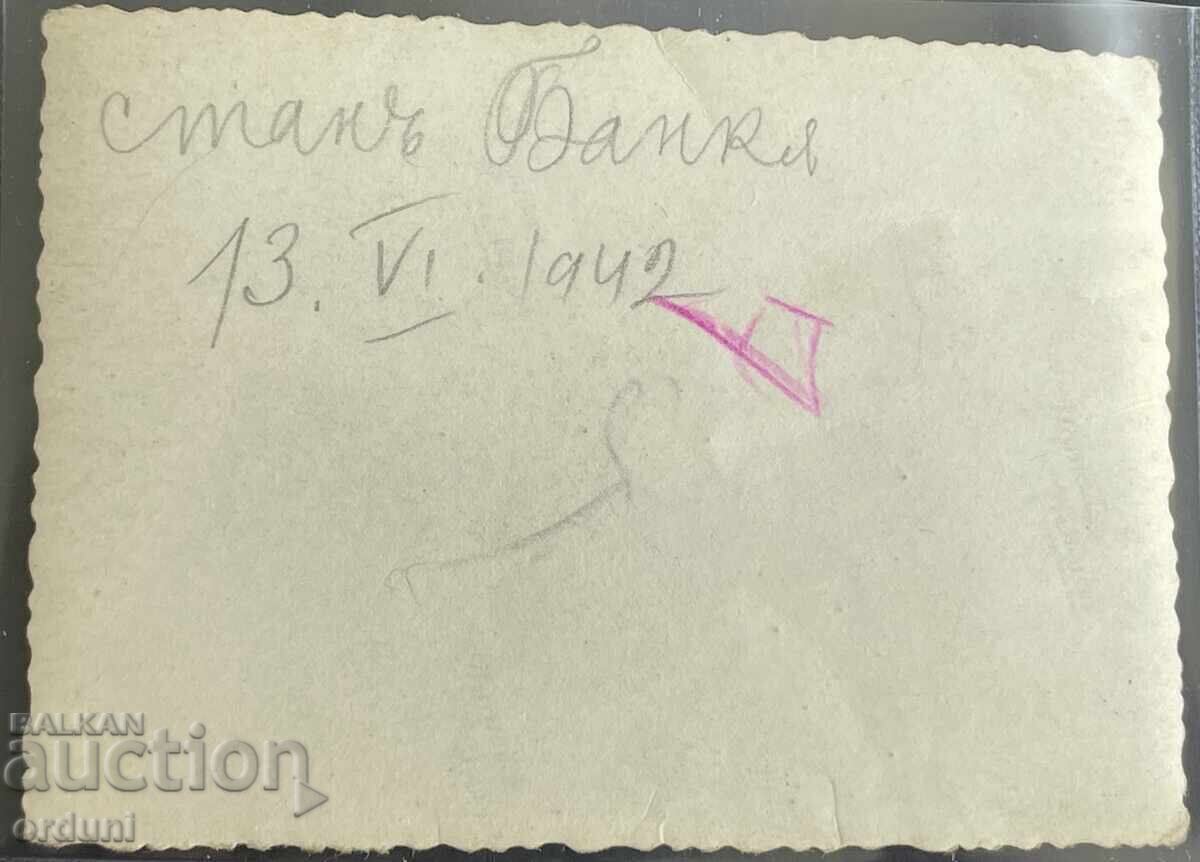 станъ Банкя
13. VI. 1942
BALKAN
auction
orduni